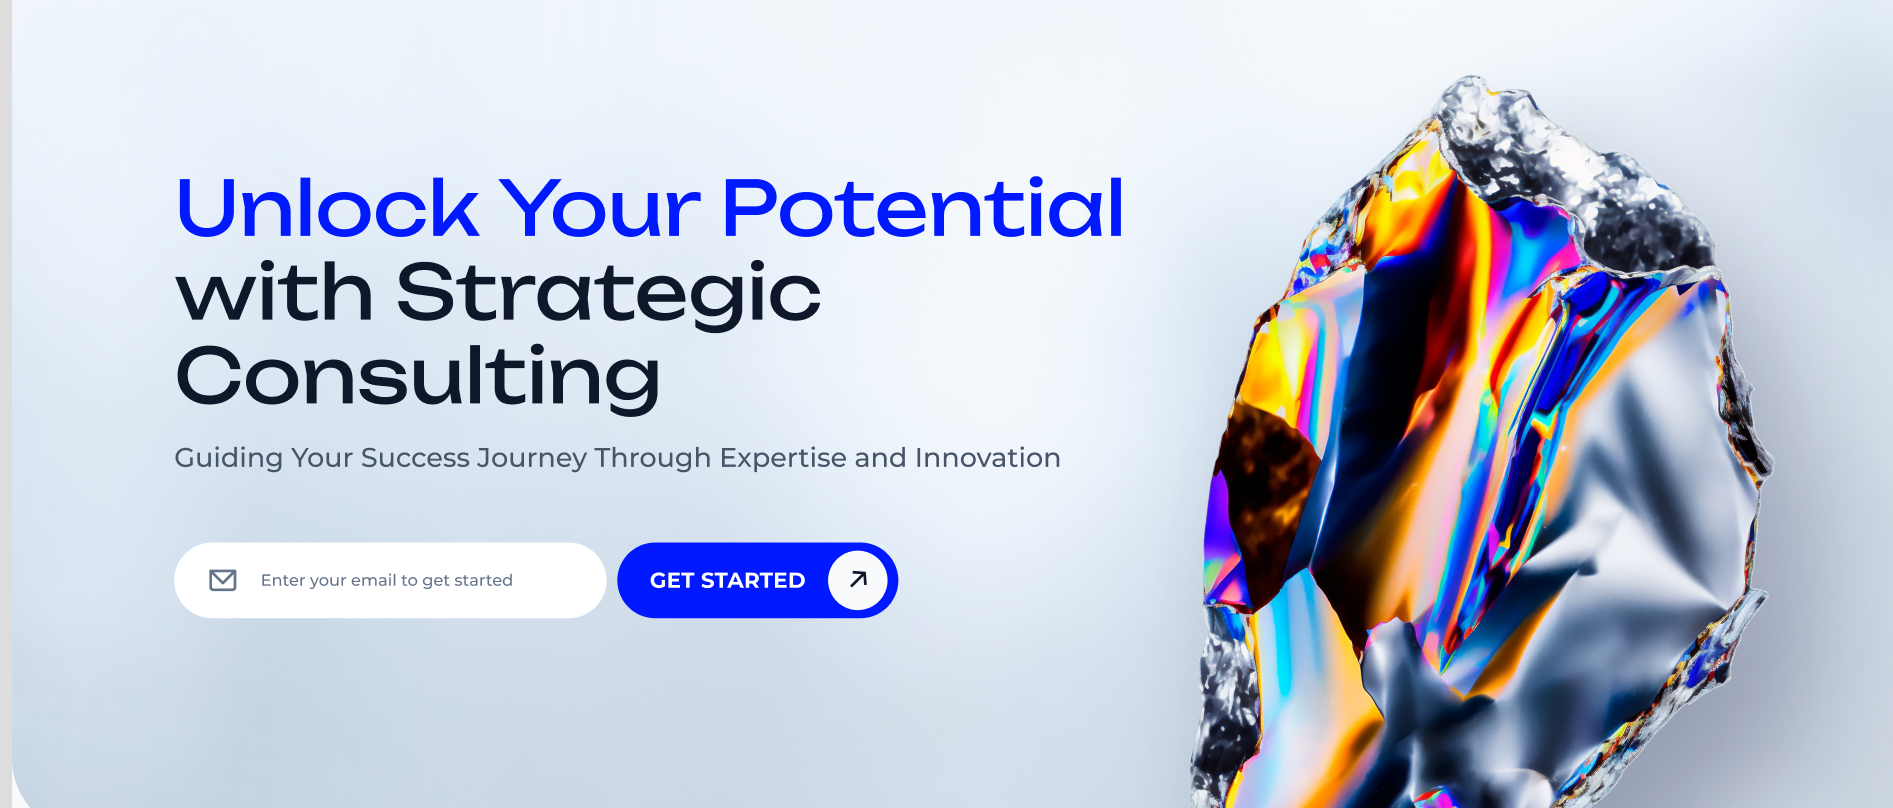 Unlock Your Potential
with Strategic
Consulting
Guiding Your Success Journey Through Expertise and Innovation
Enter your email to get started
GET STARTED